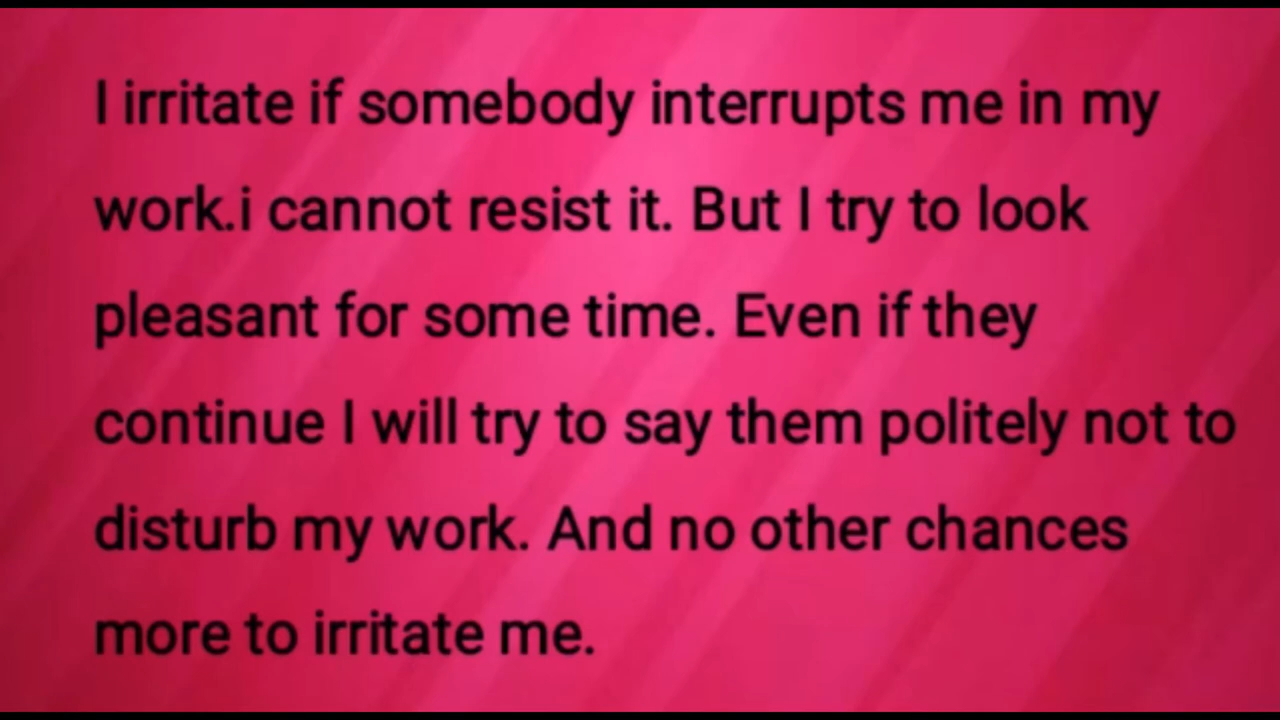 I irritate if somebody interrupts me in my
work.i cannot resist it. But I try to look
pleasant for some time. Even if they
continue I will try to say them politely not to
disturb my work. And no other chances
more to irritate me.